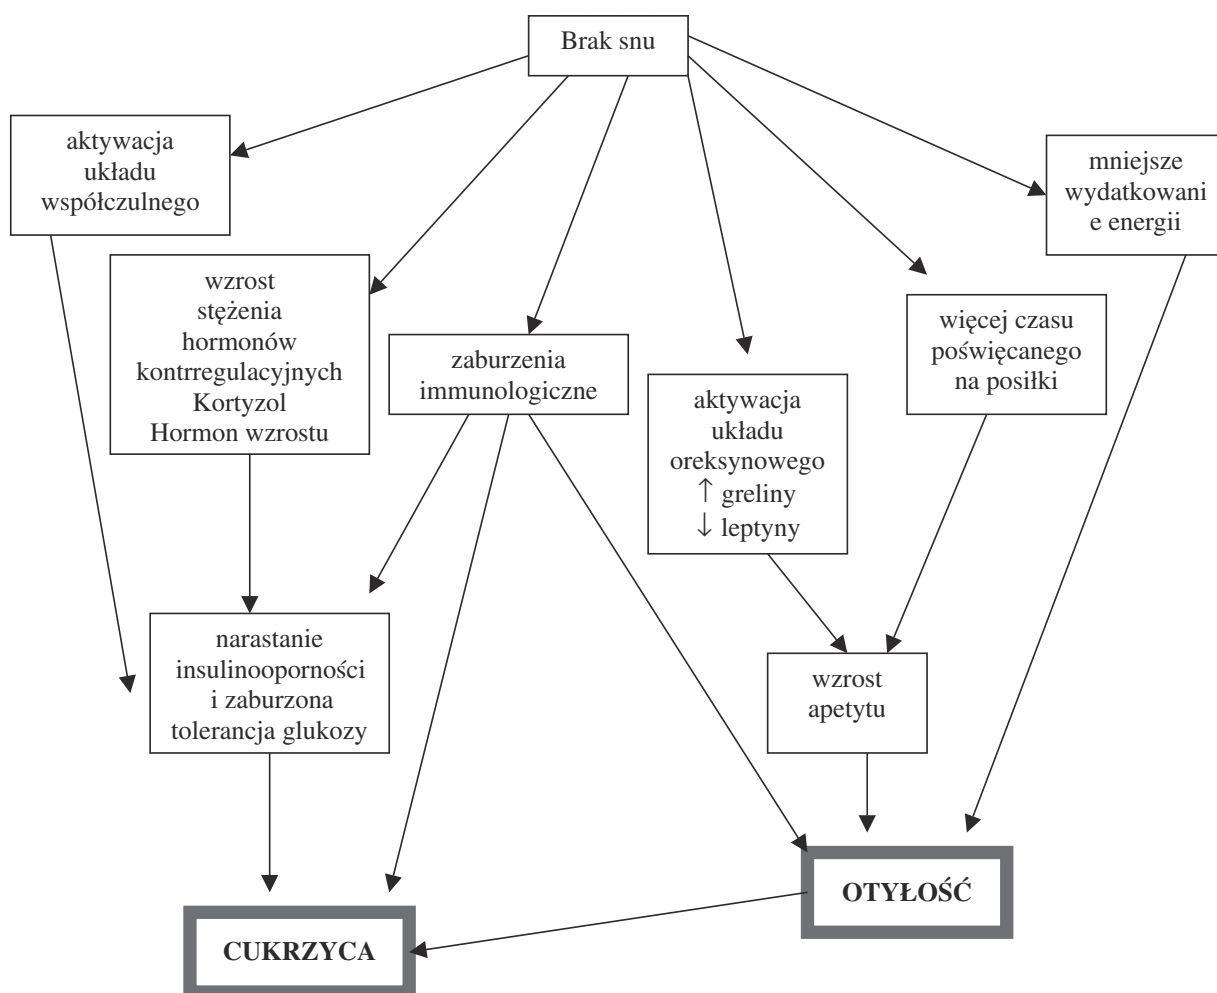 Brak snu
aktywacja
układu
współczulnego
mniejsze
wydatkowani
e energii
wzrost
stężenia
hormonów
kontrregulacyjnych
Kortyzol
Hormon wzrostu
zaburzenia
immunologiczne
aktywacja
układu
oreksynowego
↑ greliny
↓ leptyny
więcej czasu
poświęcanego
na posiłki
narastanie
insulinooporności
i zaburzona
tolerancja glukozy
wzrost
apetytu
OTYŁOŚĆ
CUKRZYCA